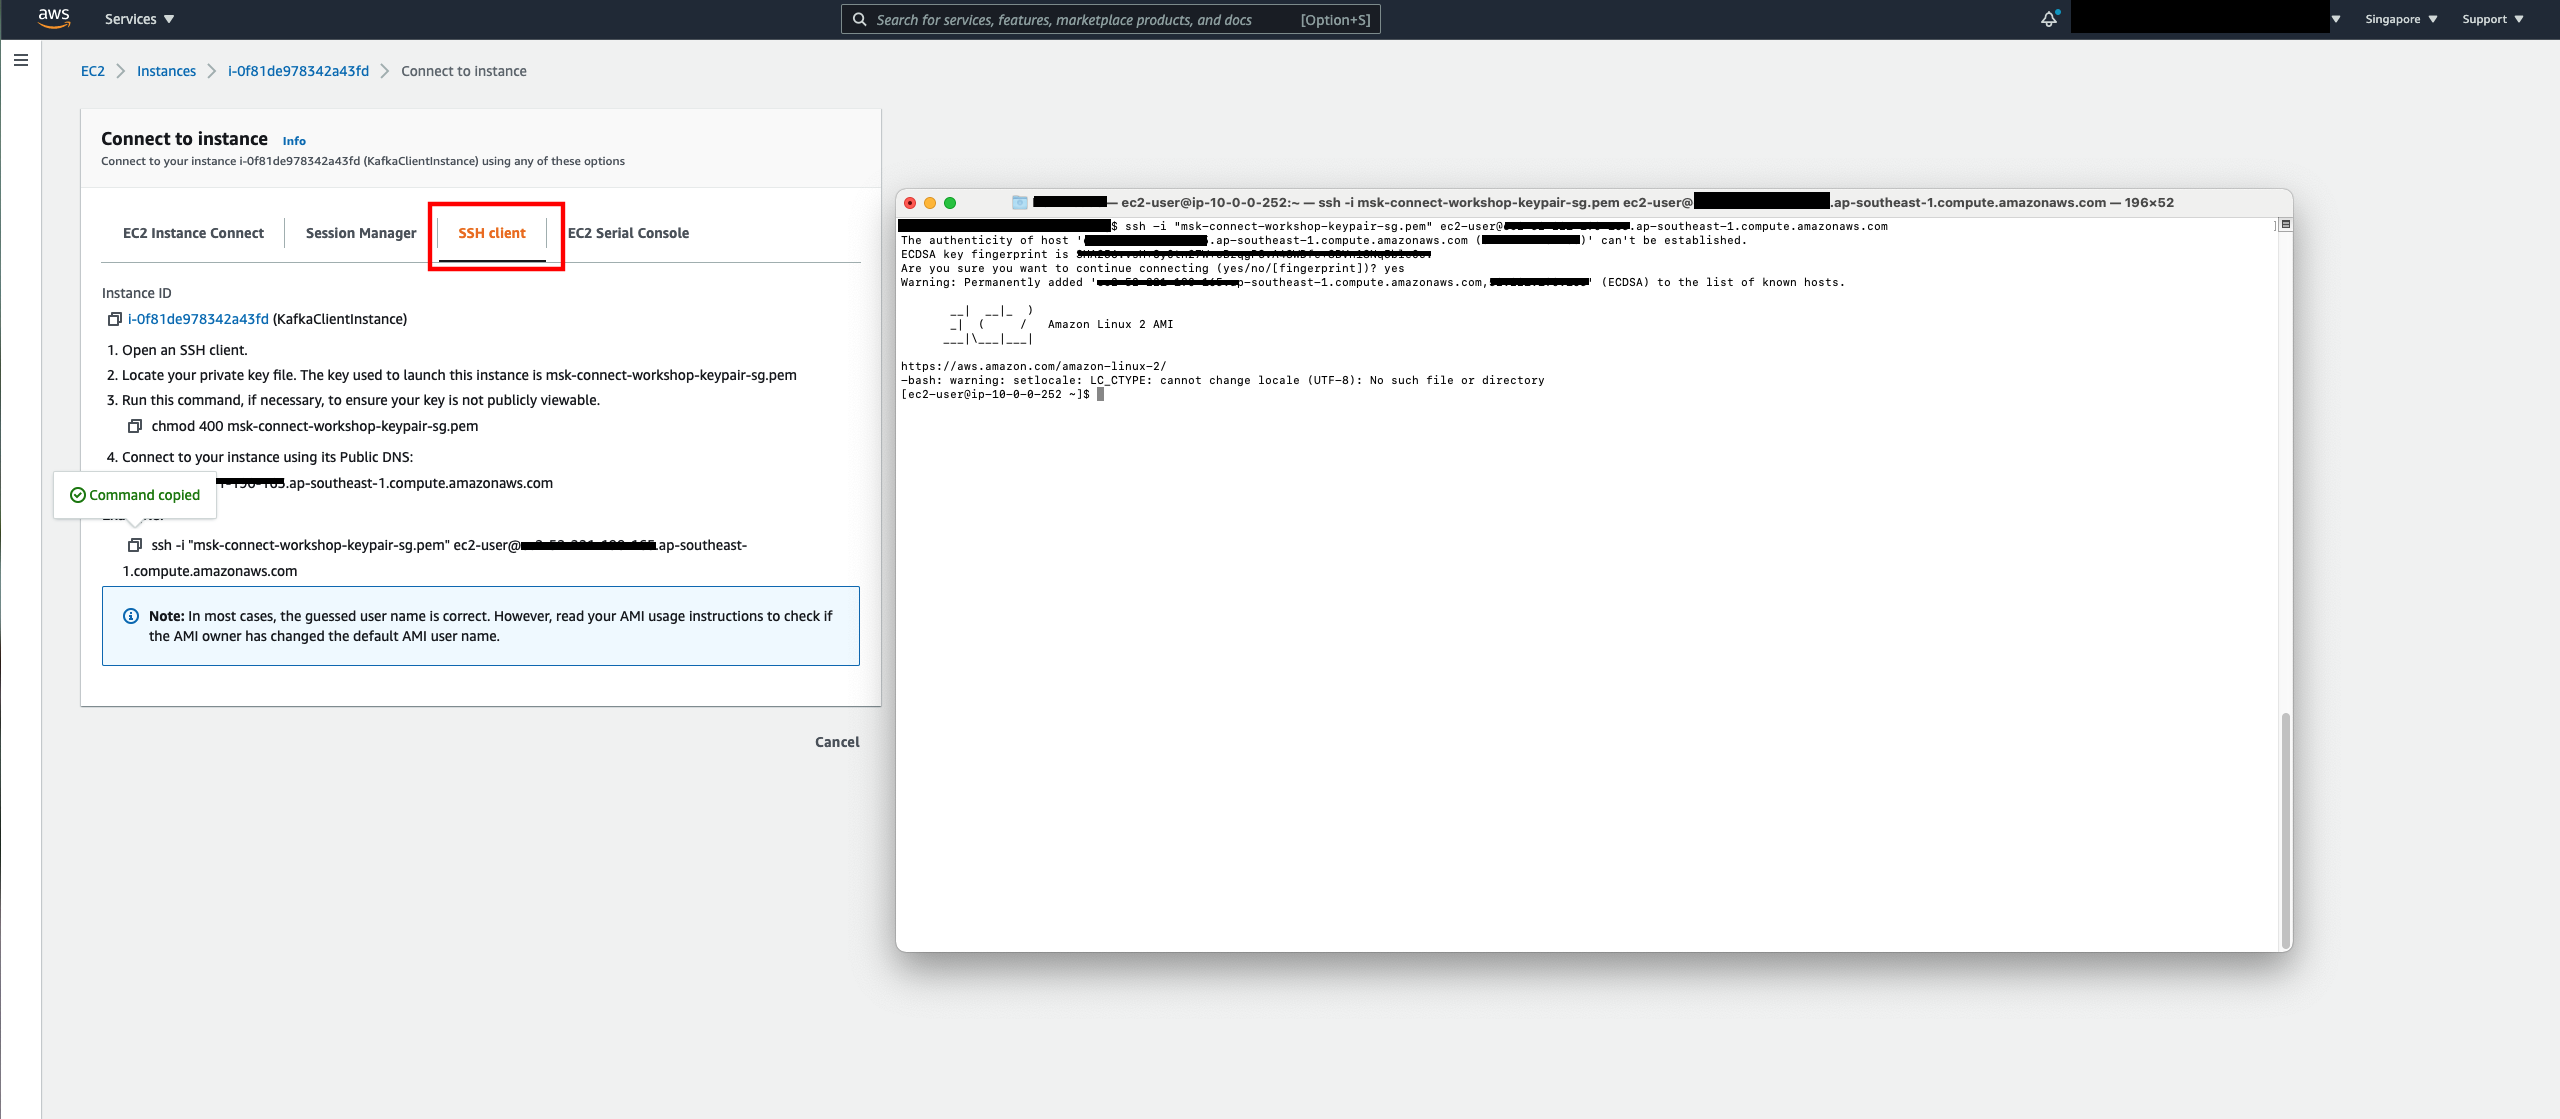 aws Services Search for services, features, marketplace products, and docs [Option+S] Singapore Support
EC2 Instances i-0f81de978342a43fd Connect to instance
Connect to instance Info
Connect to your instance i-0f81de978342a43fd (KafkaClientInstance) using any of these options
EC2 Instance Connect Session Manager SSH client EC2 Serial Console
Instance ID
i-0f81de978342a43fd (KafkaClientInstance)
1. Open an SSH client.
2. Locate your private key file. The key used to launch this instance is msk-connect-workshop-keypair-sg.pem
3. Run this command, if necessary, to ensure your key is not publicly viewable.
chmod 400 msk-connect-workshop-keypair-sg.pem
4. Connect to your instance using its Public DNS:
.ap-southeast-1.compute.amazonaws.com
Command copied
ssh -i "msk-connect-workshop-keypair-sg.pem" ec2-user@ .ap-southeast-
1.compute.amazonaws.com
Note: In most cases, the guessed user name is correct. However, read your AMI usage instructions to check if
the AMI owner has changed the default AMI user name.
Cancel
— ec2-user@ip-10-0-0-252:~ — ssh -i msk-connect-workshop-keypair-sg.pem ec2-user@ .ap-southeast-1.compute.amazonaws.com — 196×52
$ ssh -i "msk-connect-workshop-keypair-sg.pem" ec2-user@ .ap-southeast-1.compute.amazonaws.com
The authenticity of host ' .ap-southeast-1.compute.amazonaws.com ( )' can't be established.
ECDSA key fingerprint is
Are you sure you want to continue connecting (yes/no/[fingerprint])? yes
Warning: Permanently added ' p-southeast-1.compute.amazonaws.com, ' (ECDSA) to the list of known hosts.
__| __|_ )
_| ( / Amazon Linux 2 AMI
___|\___|___|
https://aws.amazon.com/amazon-linux-2/
-bash: warning: setlocale: LC_CTYPE: cannot change locale (UTF-8): No such file or directory
[ec2-user@ip-10-0-0-252 ~]$